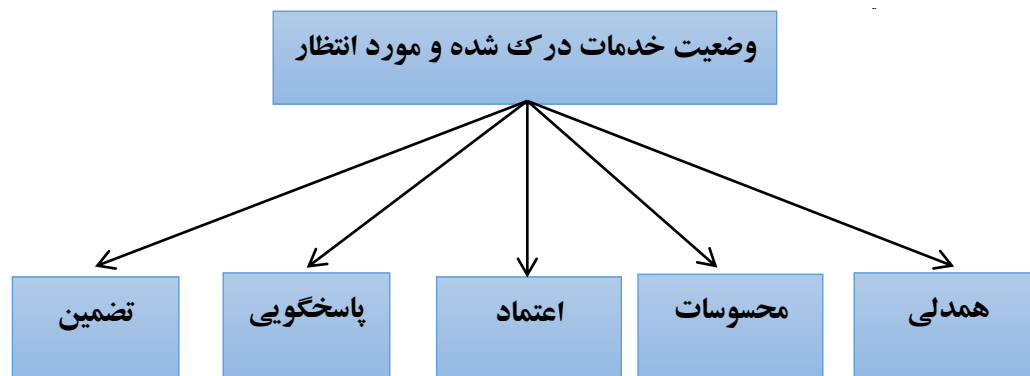 وضعیت خدمات درک شده و مورد انتظار
همدلی
محسوسات
اعتماد
پاسخگویی
تضمین